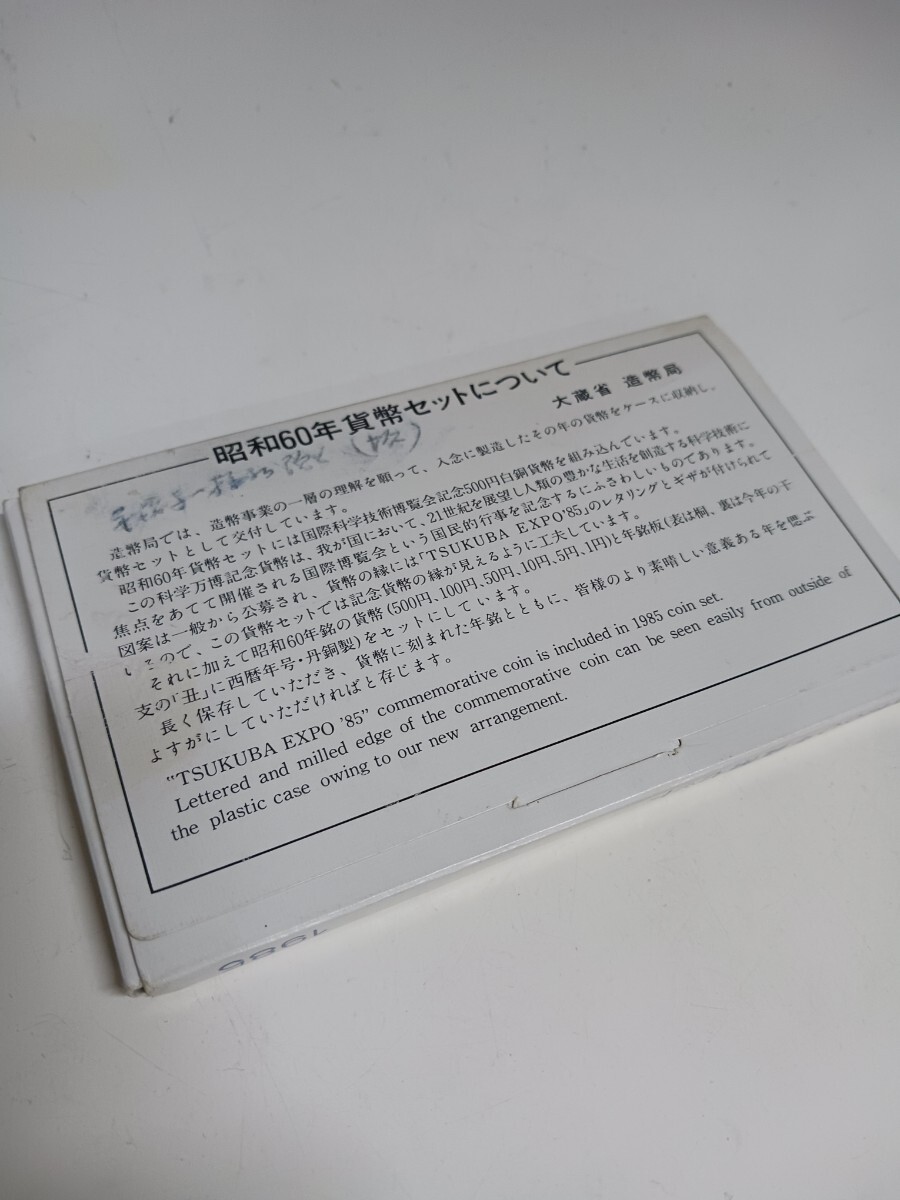 昭和60年貨幣セットについて
大蔵省 造幣局
造幣局では、造幣事業の一層の理解を願って、入念に製造したその年の貨幣をケースに収納し、
貨幣セットとして交付しています。
昭和60年貨幣セットには国際科学技術博覧会記念500円白銅貨幣を組み込んでいます。
この科学万博記念貨幣は、我が国において、21世紀を展望し人類の豊かな生活を創造する科学技術に
焦点をあてて開催される国際博覧会という国民的行事を記念するにふさわしいものであります。
図案は一般から公募され、貨幣の縁には「TSUKUBA EXPO'85」のレタリングとギザが付けられて
いるので、この貨幣セットでは記念貨幣の縁が見えるように工夫しています。
それに加えて昭和60年銘の貨幣(500円、100円、50円、10円、5円、1円)と年銘板(表は桐、裏は今年の干
支の「丑」に西暦年号・丹銅製)をセットにしています。
長く保存していただき、貨幣に刻まれた年銘とともに、皆様のより素晴しい意義ある年を偲ぶ
よすがにしていただければと存じます。
"TSUKUBA EXPO '85" commemorative coin is included in 1985 coin set.
Lettered and milled edge of the commemorative coin can be seen easily from outside of
the plastic case owing to our new arrangement.